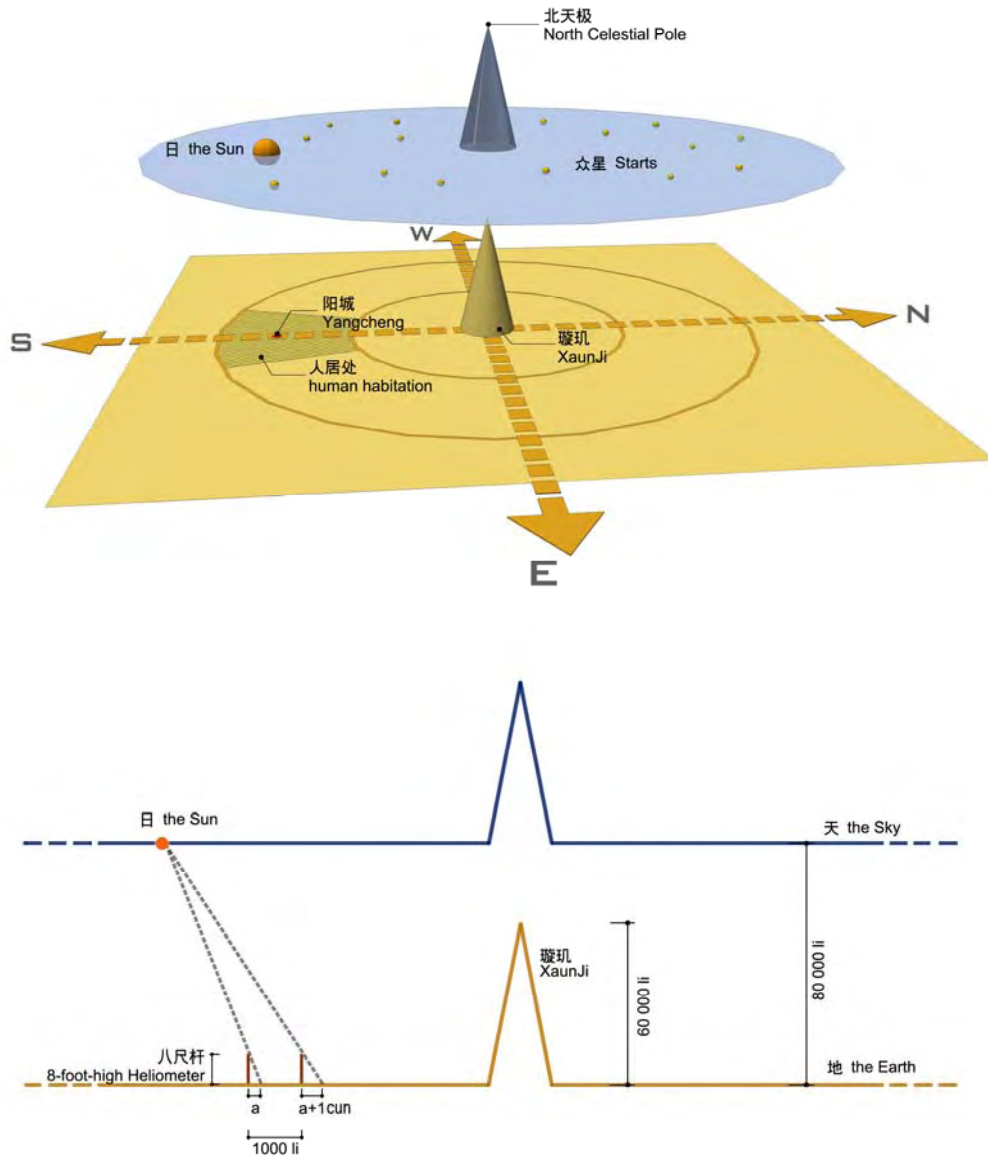 北天极
North Celestial Pole
日 the Sun
众星 Starts
W
阳城
Yangcheng
S
N
璇玑
XaunJi
人居处
human habitation
E
日 the Sun
天 the Sky
璇玑
XaunJi
60 000 li
80 000 li
八尺杆
8-foot-high Heliometer
地 the Earth
a
a+1cun
1000 li